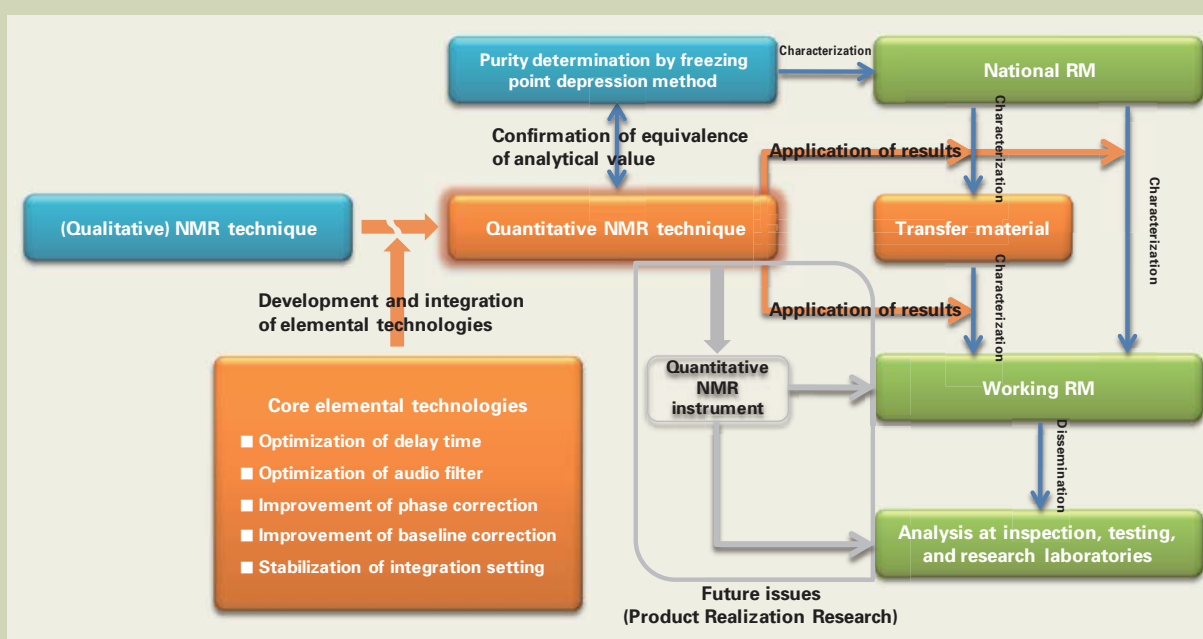 Purity determination by freezing
point depression method
Characterization
National RM
Confirmation of equivalence
of analytical value
Application of results
Characterization
Characterization
(Qualitative) NMR technique
Quantitative NMR technique
Transfer material
Development and integration
of elemental technologies
Application of results
Characterization
Core elemental technologies
■ Optimization of delay time
■ Optimization of audio filter
■ Improvement of phase correction
■ Improvement of baseline correction
■ Stabilization of integration setting
Quantitative
NMR
instrument
Working RM
Dissemination
Analysis at inspection, testing,
and research laboratories
Future issues
(Product Realization Research)